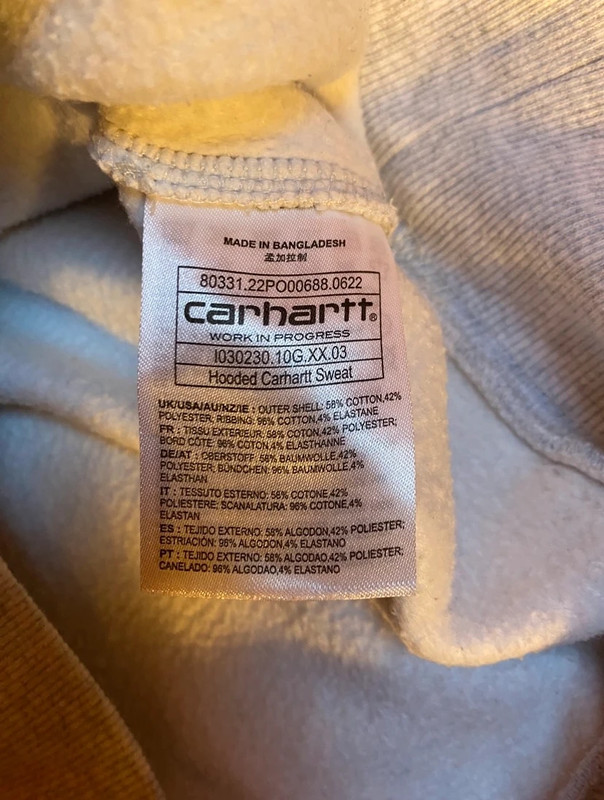 MADE IN BANGLADESH
孟加拉制
80331.22PO00688.0622
carhartt®
WORK IN PROGRESS
I030230.10G.XX.03
Hooded Carhartt Sweat
UK/USA/AU/NZ/IE : OUTER SHELL: 58% COTTON,42%
POLYESTER; RIBBING: 96% COTTON,4% ELASTANE
FR : TISSU EXTERIEUR: 58% COTON,42% POLYESTER;
BORD CÔTE: 96% COTON,4% ELASTHANNE
DE/AT : OBERSTOFF: 58% BAUMWOLLE,42%
POLYESTER; BÜNDCHEN: 96% BAUMWOLLE,4%
ELASTHAN
IT : TESSUTO ESTERNO: 58% COTONE,42%
POLIESTERE; SCANALATURA: 96% COTONE,4%
ELASTAN
ES : TEJIDO EXTERNO: 58% ALGODON,42% POLIESTER;
ESTRIACIÓN: 96% ALGODON,4% ELASTANO
PT : TEJIDO EXTERNO: 58% ALGODAO,42% POLIESTER;
CANELADO: 96% ALGODAO,4% ELASTANO